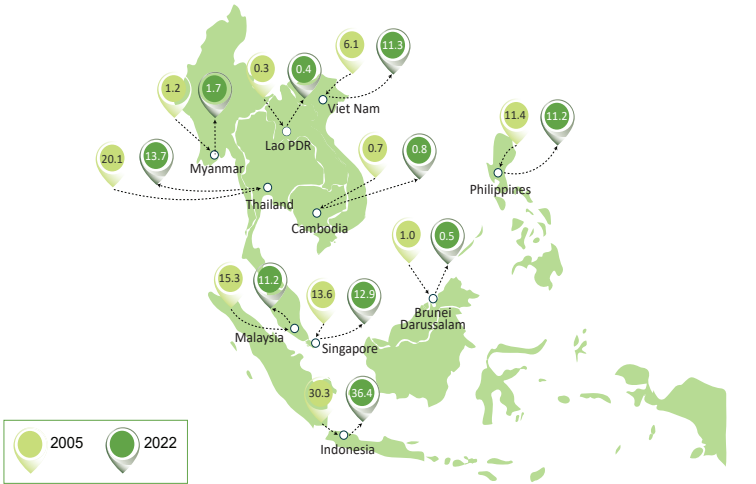 6.1
11.3
0.3
0.4
1.2
1.7
Viet Nam
11.4
11.2
Lao PDR
0.7
0.8
20.1
13.7
Myanmar
Philippines
Thailand
Cambodia
1.0
0.5
15.3
11.2
13.6
12.9
Brunei
Darussalam
Malaysia
Singapore
30.3
36.4
Indonesia
2005
2022